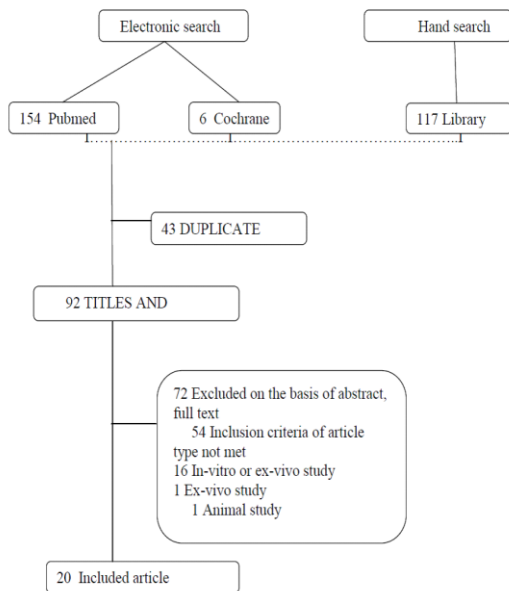 Electronic search
Hand search
154 Pubmed
6 Cochrane
117 Library
43 DUPLICATE
92 TITLES AND
72 Excluded on the basis of abstract,
full text
54 Inclusion criteria of article
type not met
16 In-vitro or ex-vivo study
1 Ex-vivo study
1 Animal study
20 Included article